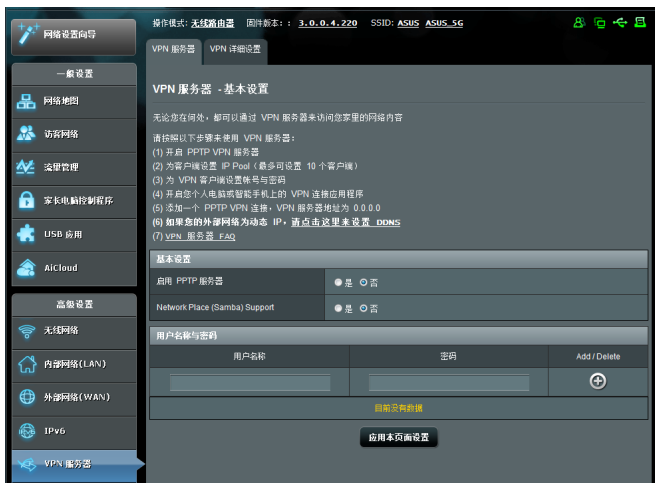 操作模式: 无线路由器 固件版本: : 3.0.0.4.220 SSID: ASUS ASUS_5G
网络设置向导
一般设置
网络地图
访客网络
流量管理
家长电脑控制程序
USB 应用
AiCloud
高级设置
无线网络
内部网络(LAN)
外部网络(WAN)
IPv6
VPN 服务器
VPN 服务器 VPN 详细设置
VPN 服务器 - 基本设置
无论您在何处，都可以通过 VPN 服务器来访问您家里的网络内容
请按照以下步骤来使用 VPN 服务器:
(1) 开启 PPTP VPN 服务器
(2) 为客户端设置 IP Pool（最多可设置 10 个客户端）
(3) 为 VPN 客户端设置帐号与密码
(4) 开启您个人电脑或智能手机上的 VPN 连接应用程序
(5) 添加一个 PPTP VPN 连接，VPN 服务器地址为 0.0.0.0
(6) 如果您的外部网络为动态 IP，请点击这里来设置 DDNS
(7) VPN 服务器 FAQ
基本设置
启用 PPTP 服务器 是 否
Network Place (Samba) Support 是 否
用户名称与密码
用户名称 密码 Add / Delete
目前没有数据
应用本页面设置